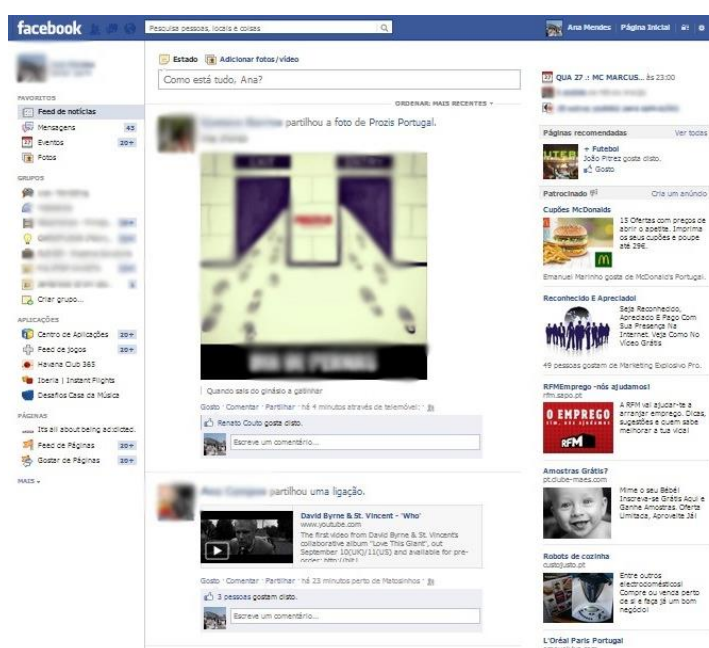 facebook
Pesquisa pessoas, locais e coisas
Ana Mendes
Página Inicial
FAVORITOS
Feed de notícias
Mensagens 45
Eventos 20+
Fotos
GRUPOS
Criar grupo...
APLICAÇÕES
Centro de Aplicações 20+
Feed de jogos 20+
Havana Club 365
Iberia | Instant Flights
Desafios Casa da Música
PÁGINAS
Its all about being addicted.
Feed de Páginas 20+
Gostar de Páginas 20+
MAIS
Estado Adicionar fotos/vídeo
Como está tudo, Ana?
ORDENAR: MAIS RECENTES
partilhou a foto de Prozis Portugal.
EXIT
DIA DE PERNAS
Quando sais do ginásio a gatinhar
Gosto · Comentar · Partilhar · há 4 minutos através de telemóvel ·
Renato Couto gosta disto.
Escreve um comentário...
partilhou uma ligação.
David Byrne & St. Vincent - 'Who'
www.youtube.com
The first video from David Byrne & St. Vincent's
collaborative album "Love This Giant", out
September 10(UK)/11(US) and available for pre-
order: http://bit.l
Gosto · Comentar · Partilhar · há 23 minutos perto de Matosinhos ·
3 pessoas gostam disto.
Escreve um comentário...
QUA 27 .: MC MARCUS... às 23:00
Páginas recomendadas Ver todas
+ Futebol
João Pitrez gosta disto.
Gosto
Patrocinado Cria um anúncio
Cupões McDonalds
15 Ofertas com preços de
abrir o apetite. Imprima
os seus cupões e poupe
até 29€.
Emanuel Marinho gosta de McDonald's Portugal.
Reconhecido E Apreciado!
Seja Reconhecido,
Apreciado E Pago Com
Sua Presença Na
Internet. Veja Como No
Vídeo Grátis
49 pessoas gostam de Marketing Explosivo Pro.
RFMEmprego -nós ajudamos!
rfm.sapo.pt
O EMPREGO
RFM
A RFM vai ajudar-te a
arranjar emprego. Dicas,
sugestões e quem sabe
melhorar a tua vida!
Amostras Grátis?
pt.clube-maes.com
Mime o seu Bébé!
Inscreva-se Grátis Aqui e
Ganhe Amostras. Oferta
Limitada, Aproveite Já!
Robots de cozinha
custojusto.pt
Entre outros
electrodomésticos!
Compre ou venda perto
de si e faça já um bom
negócio!
L'Oréal Paris Portugal